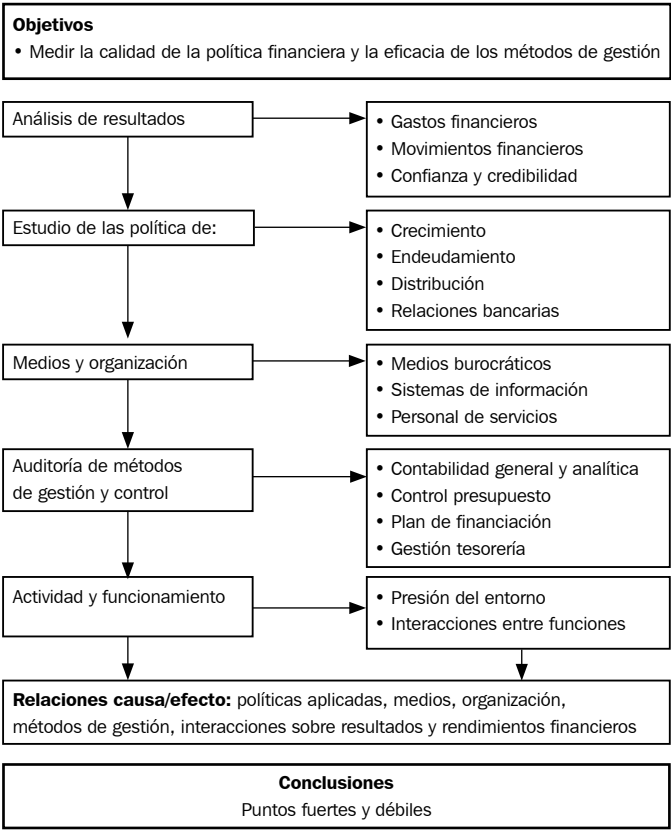 Objetivos
• Medir la calidad de la política financiera y la eficacia de los métodos de gestión
Análisis de resultados
• Gastos financieros
• Movimientos financieros
• Confianza y credibilidad
Estudio de las política de:
• Crecimiento
• Endeudamiento
• Distribución
• Relaciones bancarias
Medios y organización
• Medios burocráticos
• Sistemas de información
• Personal de servicios
Auditoría de métodos
de gestión y control
• Contabilidad general y analítica
• Control presupuesto
• Plan de financiación
• Gestión tesorería
Actividad y funcionamiento
• Presión del entorno
• Interacciones entre funciones
Relaciones causa/efecto: políticas aplicadas, medios, organización,
métodos de gestión, interacciones sobre resultados y rendimientos financieros
Conclusiones
Puntos fuertes y débiles